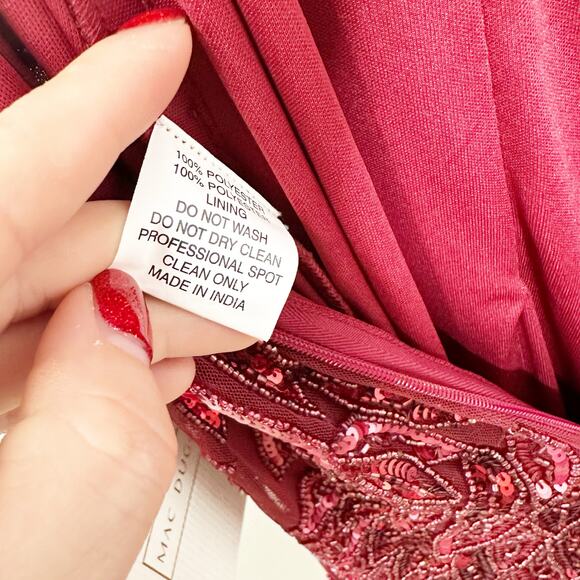 100% POLYESTER
100% POLYESTER
LINING
DO NOT WASH
DO NOT DRY CLEAN
PROFESSIONAL SPOT
CLEAN ONLY
MADE IN INDIA
MAC DUG